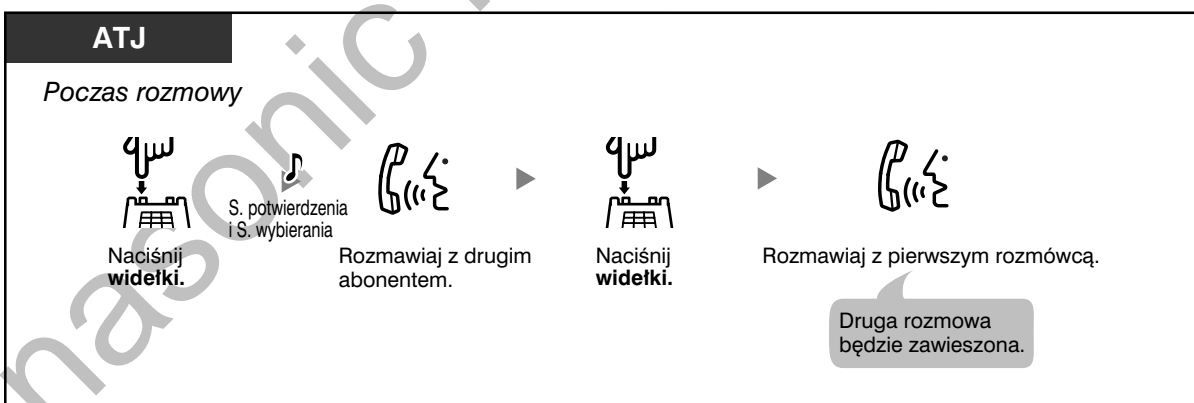 ATJ
Poczas rozmowy
S. potwierdzenia
i S. wybierania
Naciśnij
widełki.
Rozmawiaj z drugim
abonentem.
Naciśnij
widełki.
Rozmawiaj z pierwszym rozmówcą.
Druga rozmowa
będzie zawieszona.
nasonic